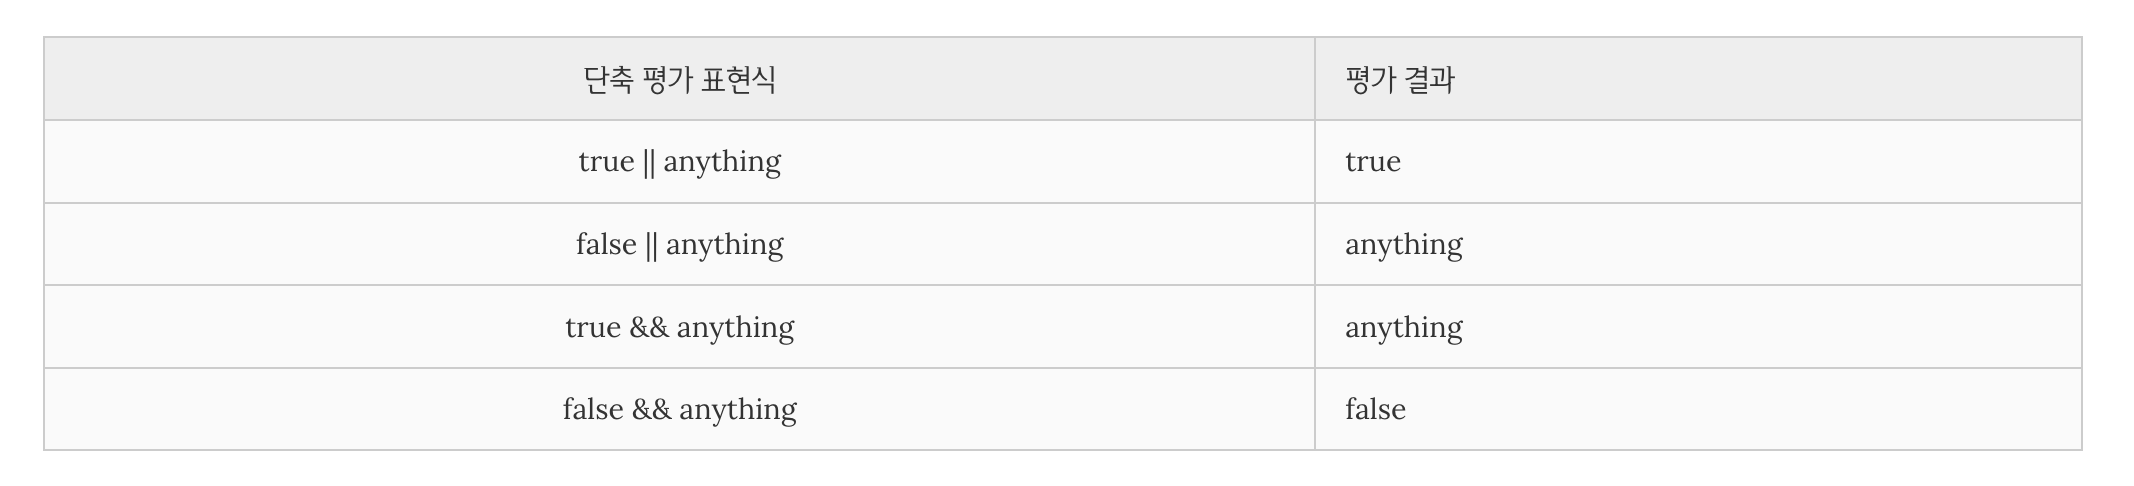 단축 평가 표현식 평가 결과
true || anything true
false || anything anything
true && anything anything
false && anything false